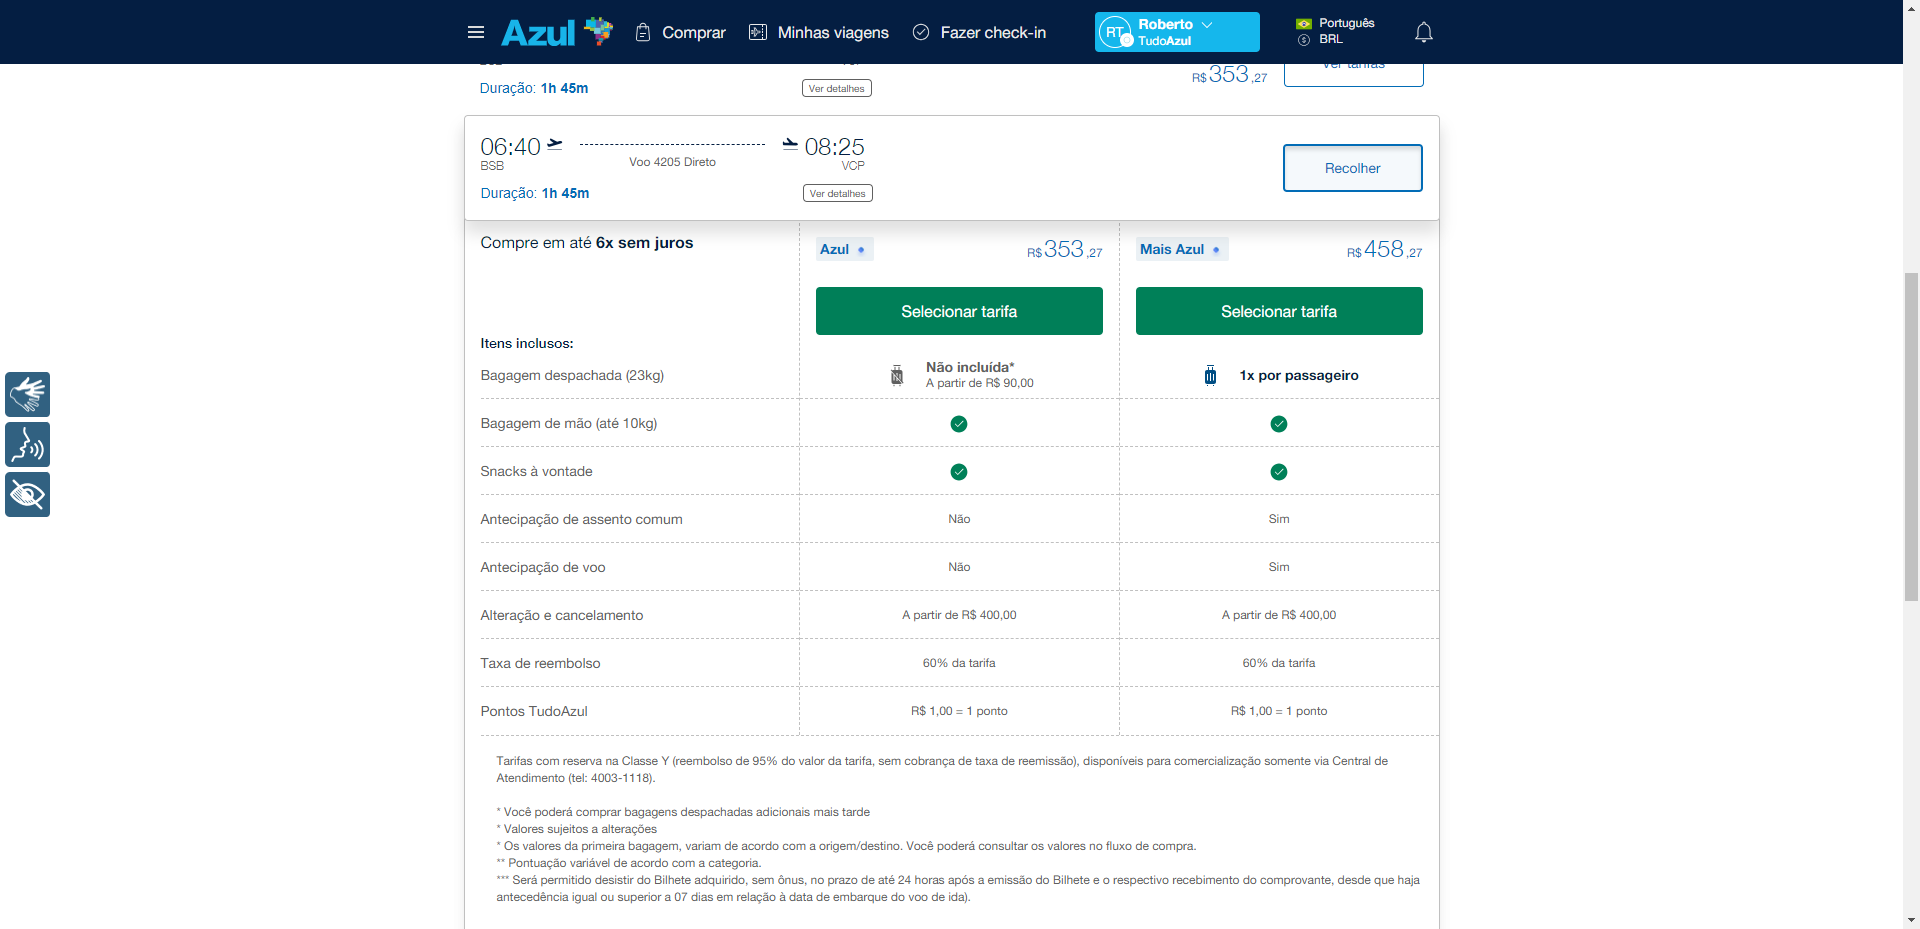 Azul
Comprar
Minhas viagens
Fazer check-in
RT
Roberto
TudoAzul
Português
BRL
R$ 353 ,27
Ver tarifas
Duração: 1h 45m
Ver detalhes
06:40
08:25
BSB
Voo 4205 Direto
VCP
Recolher
Duração: 1h 45m
Ver detalhes
Compre em até 6x sem juros
Azul
R$ 353 ,27
Mais Azul
R$ 458 ,27
Selecionar tarifa
Selecionar tarifa
Itens inclusos:
Bagagem despachada (23kg)
Não incluída*
A partir de R$ 90,00
1x por passageiro
Bagagem de mão (até 10kg)
Snacks à vontade
Antecipação de assento comum
Não
Sim
Antecipação de voo
Não
Sim
Alteração e cancelamento
A partir de R$ 400,00
A partir de R$ 400,00
Taxa de reembolso
60% da tarifa
60% da tarifa
Pontos TudoAzul
R$ 1,00 = 1 ponto
R$ 1,00 = 1 ponto
Tarifas com reserva na Classe Y (reembolso de 95% do valor da tarifa, sem cobrança de taxa de reemissão), disponíveis para comercialização somente via Central de
Atendimento (tel: 4003-1118).
* Você poderá comprar bagagens despachadas adicionais mais tarde
* Valores sujeitos a alterações
* Os valores da primeira bagagem, variam de acordo com a origem/destino. Você poderá consultar os valores no fluxo de compra.
** Pontuação variável de acordo com a categoria.
*** Será permitido desistir do Bilhete adquirido, sem ônus, no prazo de até 24 horas após a emissão do Bilhete e o respectivo recebimento do comprovante, desde que haja
antecedência igual ou superior a 07 dias em relação à data de embarque do voo de ida).